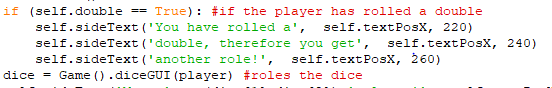 if (self.double == True): #if the player has rolled a double
self.sideText('You have rolled a', self.textPosX, 220)
self.sideText('double, therefore you get', self.textPosX, 240)
self.sideText('another role!', self.textPosX, 260)
dice = Game().diceGUI(player) #roles the dice